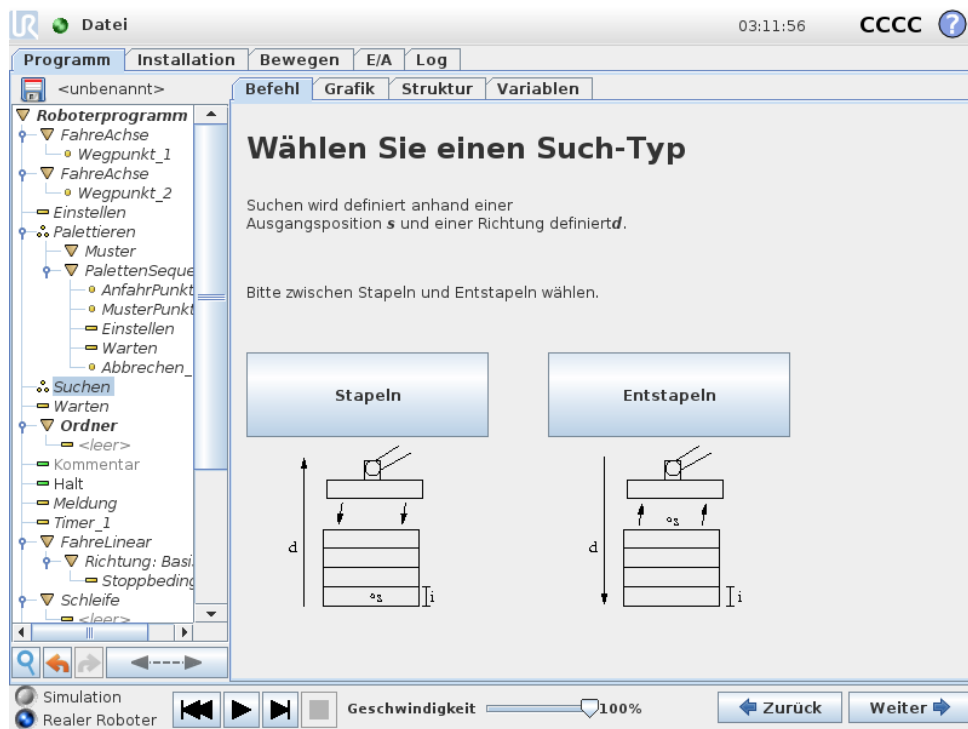 UR Datei 03:11:56 CCCC ?
Programm Installation Bewegen E/A Log
<unbenannt>
Befehl Grafik Struktur Variablen
Roboterprogramm
FahreAchse
Wegpunkt_1
FahreAchse
Wegpunkt_2
Einstellen
Palettieren
Muster
PalettenSeque
AnfahrPunkt
MusterPunkt
Einstellen
Warten
Abbrechen_
Suchen
Warten
Ordner
<leer>
Kommentar
Halt
Meldung
Timer_1
FahreLinear
Richtung: Basi
Stoppbeding
Schleife
<leer>
Wählen Sie einen Such-Typ
Suchen wird definiert anhand einer
Ausgangsposition s und einer Richtung definiertd.
Bitte zwischen Stapeln und Entstapeln wählen.
Stapeln
Entstapeln
d
s
i
d
s
i
Simulation
Realer Roboter
Geschwindigkeit 100%
Zurück
Weiter